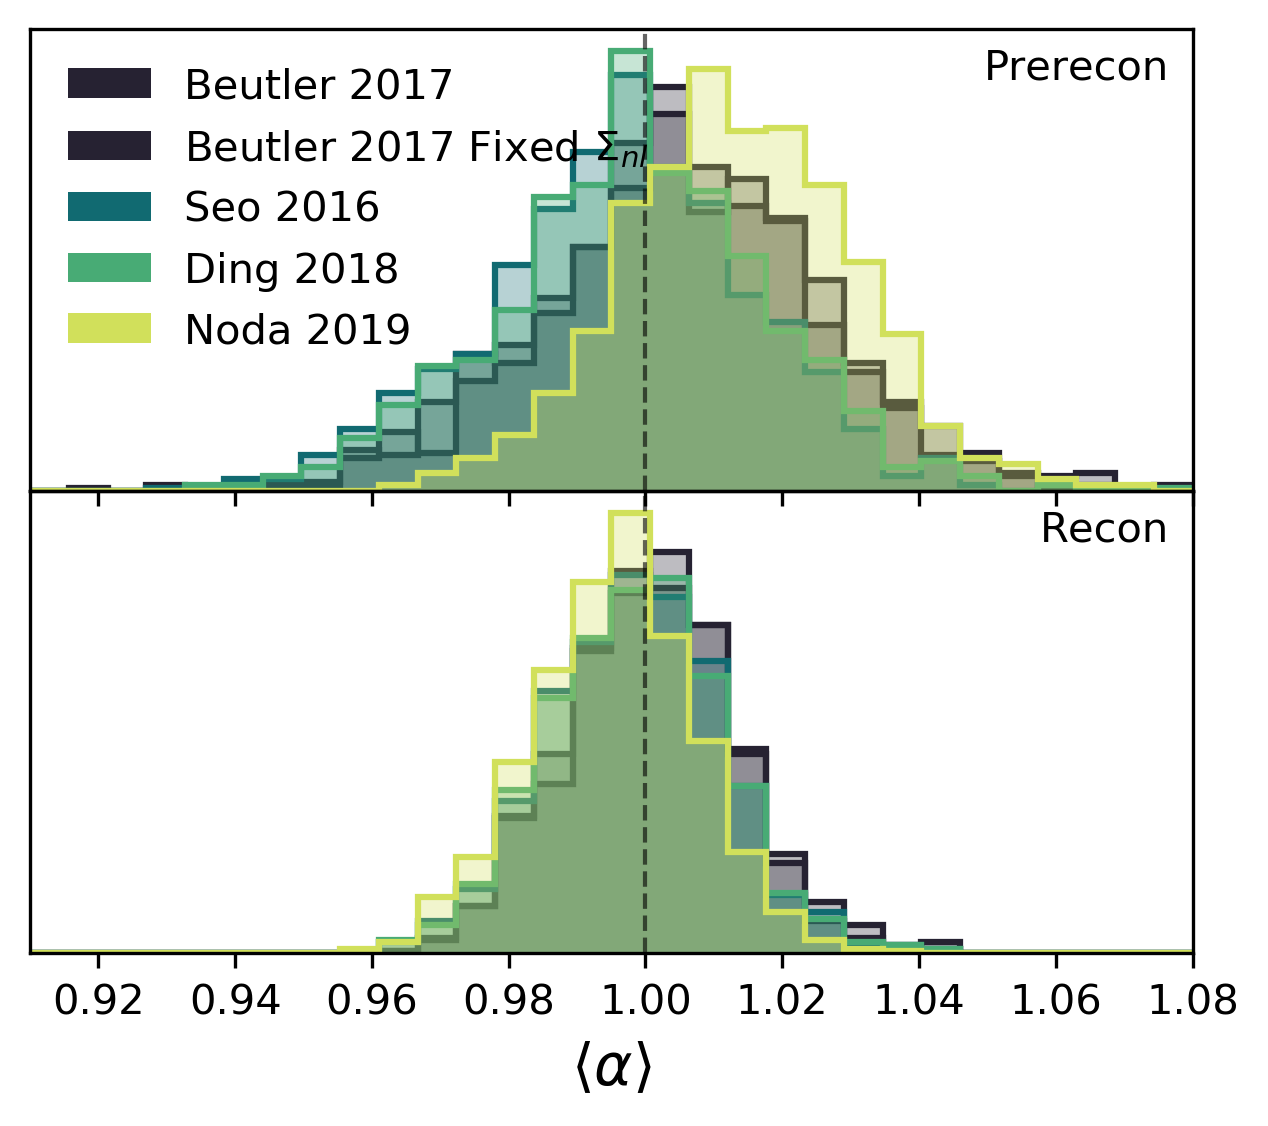 Prerecon
Beutler 2017
Beutler 2017 Fixed Σnl
Seo 2016
Ding 2018
Noda 2019
Recon
0.92 0.94 0.96 0.98 1.00 1.02 1.04 1.06 1.08
⟨α⟩